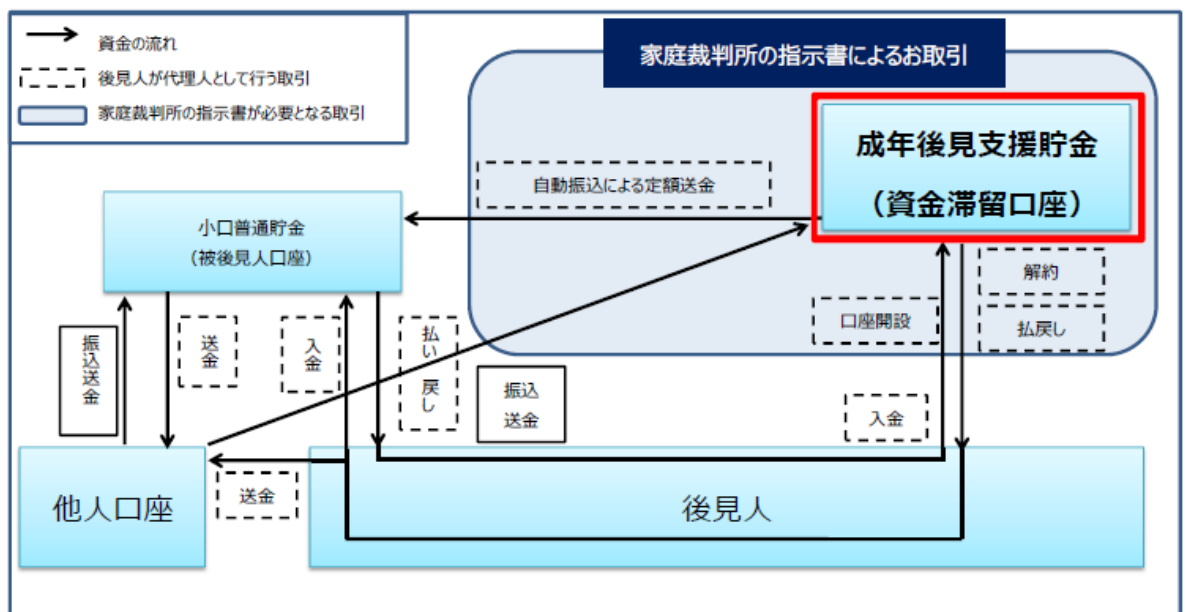 資金の流れ
後見人が代理人として行う取引
家庭裁判所の指示書が必要となる取引
家庭裁判所の指示書によるお取引
成年後見支援貯金
（資金滞留口座）
自動振込による定額送金
小口普通貯金
（被後見人口座）
解約
口座開設
払戻し
振込送金
送金
入金
払い戻し
振込
送金
入金
送金
他人口座
後見人